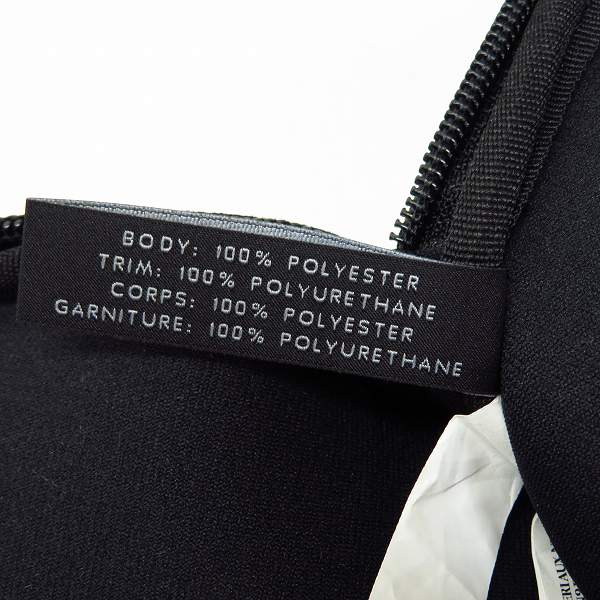 BODY: 100% POLYESTER
TRIM: 100% POLYURETHANE
CORPS: 100% POLYESTER
GARNITURE: 100% POLYURETHANE